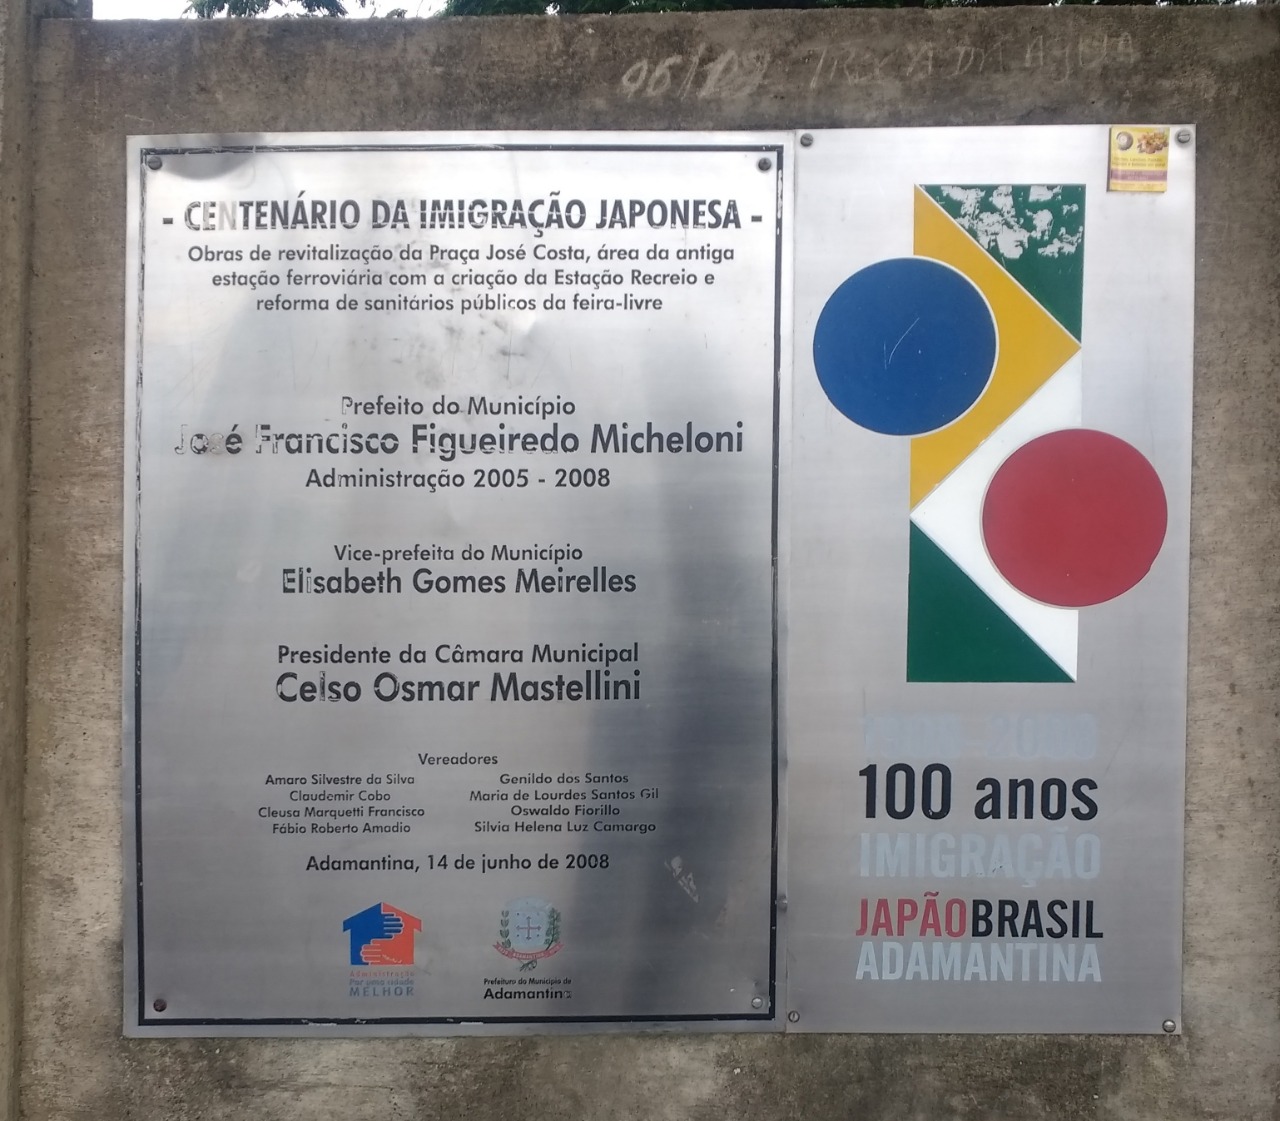 - CENTENÁRIO DA IMIGRAÇÃO JAPONESA -
Obras de revitalização da Praça José Costa, área da antiga
estação ferroviária com a criação da Estação Recreio e
reforma de sanitários públicos da feira-livre
Prefeito do Município
José Francisco Figueiredo Micheloni
Administração 2005 - 2008
Vice-prefeita do Município
Elisabeth Gomes Meirelles
Presidente da Câmara Municipal
Celso Osmar Mastellini
Vereadores
Amaro Silvestre da Silva
Claudemir Cobo
Cleusa Marquetti Francisco
Fábio Roberto Amadio
Genildo dos Santos
Maria de Lourdes Santos Gil
Oswaldo Fiorillo
Silvia Helena Luz Camargo
Adamantina, 14 de junho de 2008
Administração
Por uma cidade
MELHOR
Prefeitura do Município de
Adamantina
1908 2008
100 anos
IMIGRAÇÃO
JAPÃOBRASIL
ADAMANTINA